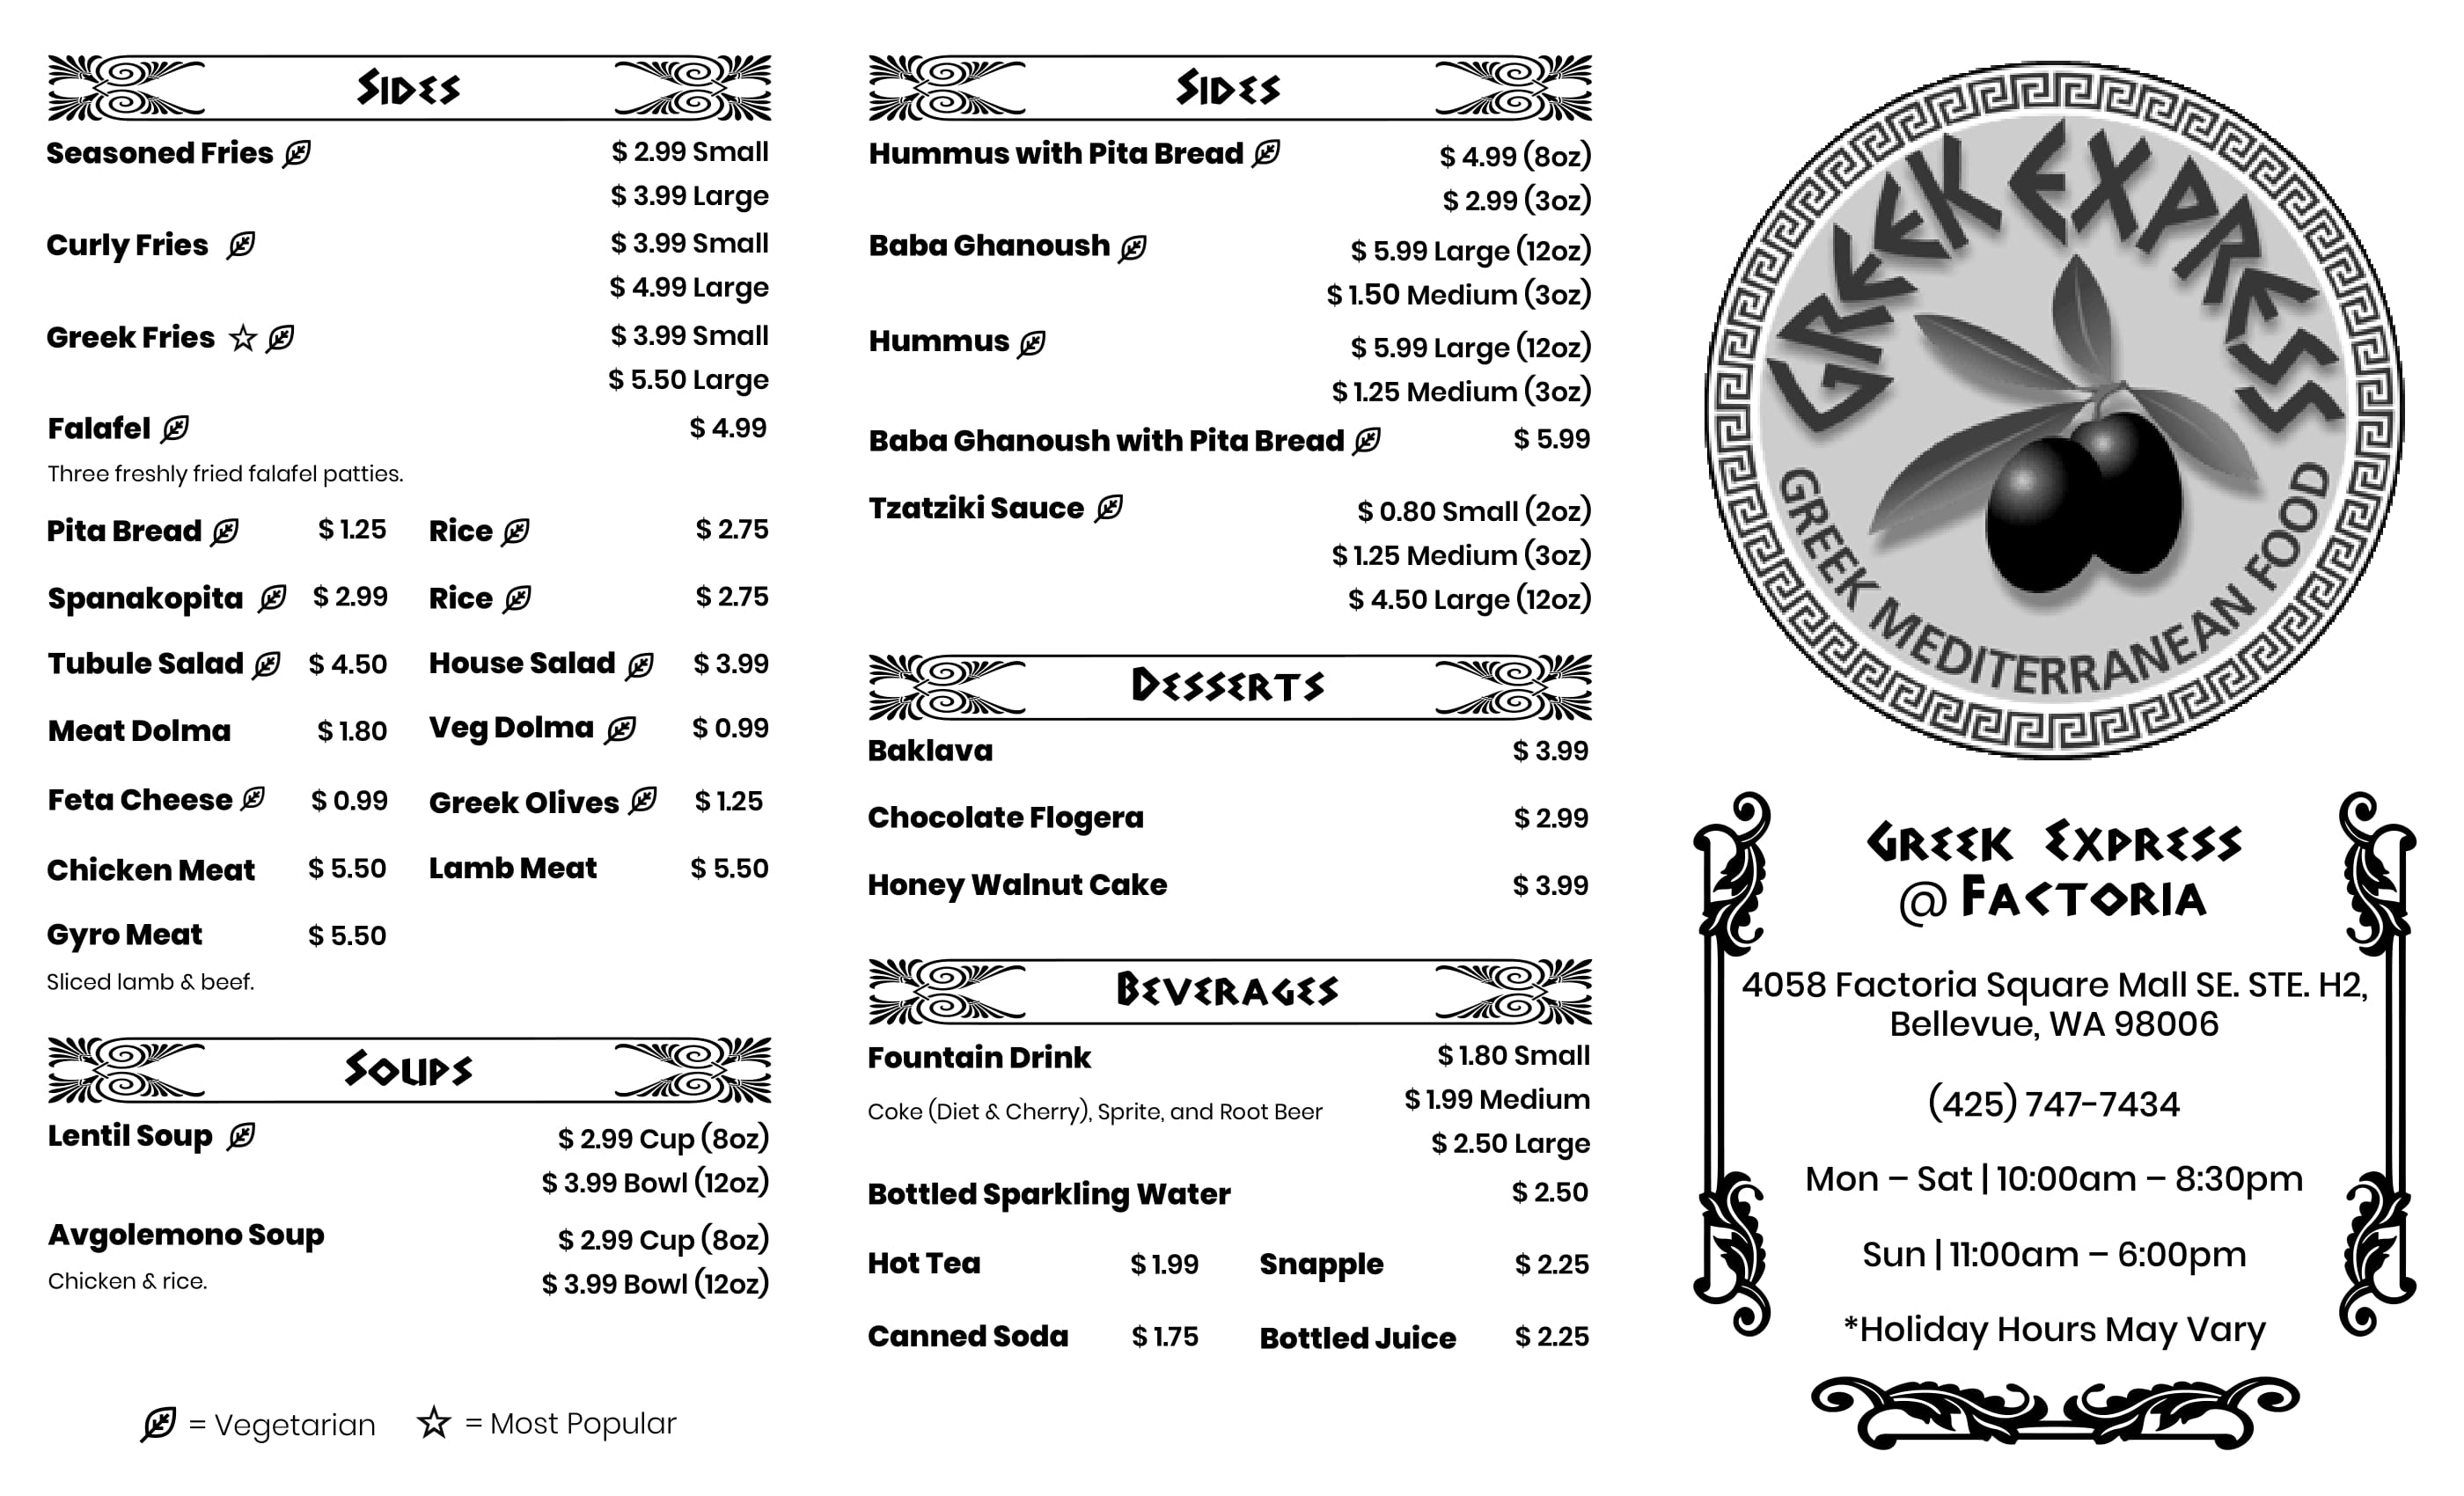 SIDES
Seasoned Fries $ 2.99 Small
$ 3.99 Large
Curly Fries $ 3.99 Small
$ 4.99 Large
Greek Fries $ 3.99 Small
$ 5.50 Large
Falafel $ 4.99
Three freshly fried falafel patties.
Pita Bread $ 1.25 Rice $ 2.75
Spanakopita $ 2.99 Rice $ 2.75
Tubule Salad $ 4.50 House Salad $ 3.99
Meat Dolma $ 1.80 Veg Dolma $ 0.99
Feta Cheese $ 0.99 Greek Olives $ 1.25
Chicken Meat $ 5.50 Lamb Meat $ 5.50
Gyro Meat $ 5.50
Sliced lamb & beef.
SOUPS
Lentil Soup $ 2.99 Cup (8oz)
$ 3.99 Bowl (12oz)
Avgolemono Soup $ 2.99 Cup (8oz)
Chicken & rice. $ 3.99 Bowl (12oz)
= Vegetarian = Most Popular
SIDES
Hummus with Pita Bread $ 4.99 (8oz)
$ 2.99 (3oz)
Baba Ghanoush $ 5.99 Large (12oz)
$ 1.50 Medium (3oz)
Hummus $ 5.99 Large (12oz)
$ 1.25 Medium (3oz)
Baba Ghanoush with Pita Bread $ 5.99
Tzatziki Sauce $ 0.80 Small (2oz)
$ 1.25 Medium (3oz)
$ 4.50 Large (12oz)
DESSERTS
Baklava $ 3.99
Chocolate Flogera $ 2.99
Honey Walnut Cake $ 3.99
BEVERAGES
Fountain Drink $ 1.80 Small
Coke (Diet & Cherry), Sprite, and Root Beer $ 1.99 Medium
$ 2.50 Large
Bottled Sparkling Water $ 2.50
Hot Tea $ 1.99 Snapple $ 2.25
Canned Soda $ 1.75 Bottled Juice $ 2.25
GREEK EXPRESS
GREEK MEDITERRANEAN FOOD
GREEK EXPRESS
@ FACTORIA
4058 Factoria Square Mall SE. STE. H2,
Bellevue, WA 98006
(425) 747-7434
Mon – Sat | 10:00am – 8:30pm
Sun | 11:00am – 6:00pm
*Holiday Hours May Vary